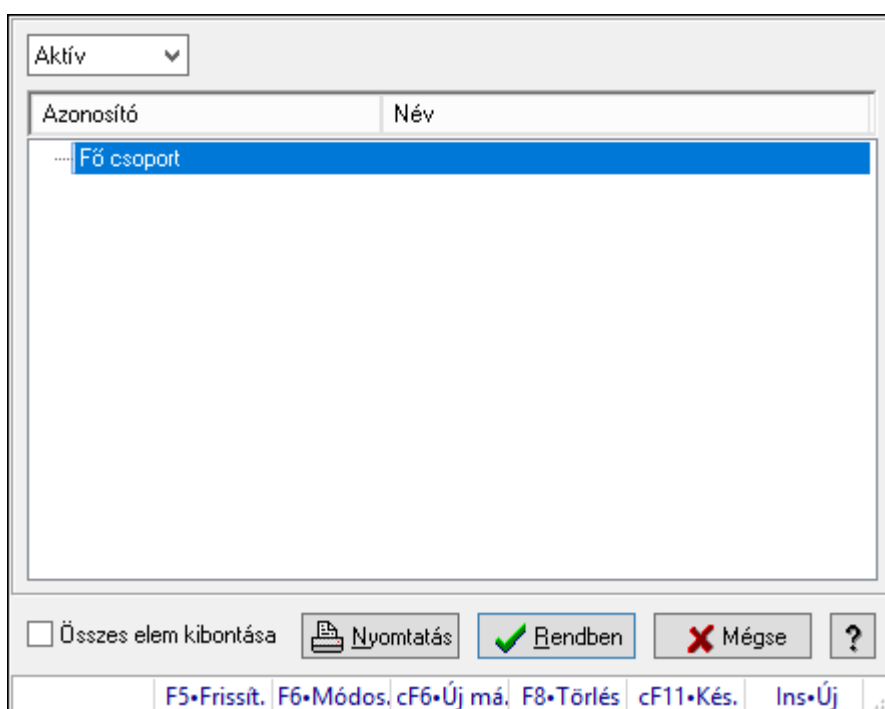 Aktív
Azonosító Név
Fő csoport
Összes elem kibontása Nyomtatás Rendben Mégse ?
F5•Frissít. F6•Módos. cF6•Új má. F8•Törlés cF11•Kés. Ins•Új